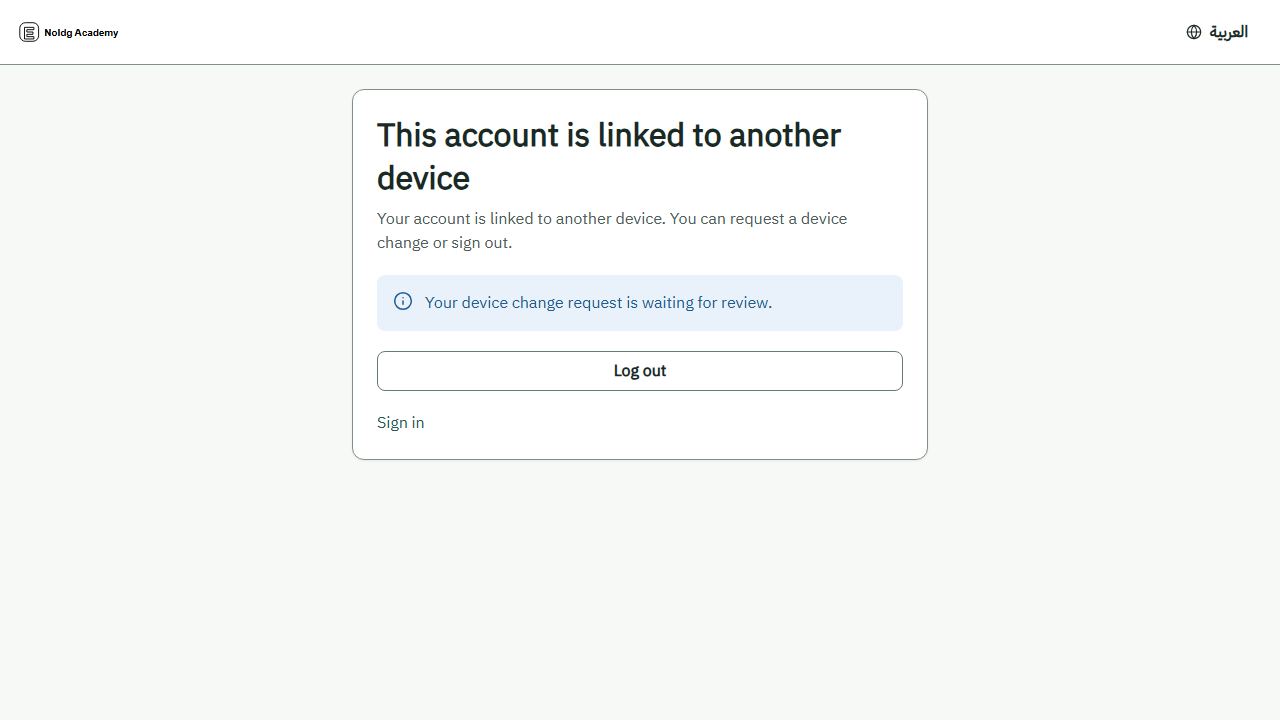 Noldg Academy
العربية
This account is linked to another
device
Your account is linked to another device. You can request a device
change or sign out.
Your device change request is waiting for review.
Log out
Sign in